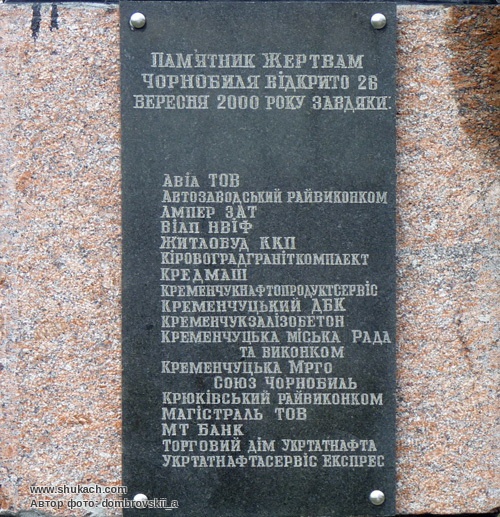 Пам'ятник Жертвам
Чорнобиля відкрито 26
вересня 2000 року завдяки:
Авіа ТОВ
Автозаводський райвиконком
Ампер ЗАТ
Віап НВІФ
Житлобуд ККП
Кіровоградграніткомплект
Кредмаш
Кременчукнафтопродуктсервіс
Кременчуцький ДБК
Кременчукзалізобетон
Кременчуцька міська Рада
та виконком
Кременчуцька Мрго
Союз Чорнобиль
Крюківський райвиконком
Магістраль ТОВ
МТ Банк
Торговий дім Укртатнафта
Укртатнафтасервіс Експрес
www.shukach.com
Автор фото: dombrovskii_a